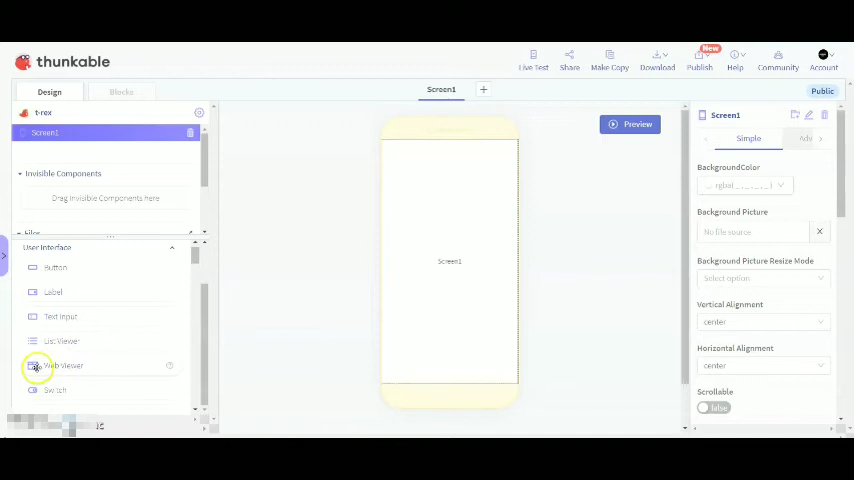 thunkable
New
Live Test
Share
Make Copy
Download
Publish
Help
Community
Account
Design
Blocks
Screen1
Public
t-rex
Screen1
Invisible Components
Drag Invisible Components here
Files
User Interface
Button
Label
Text Input
List Viewer
Web Viewer
Switch
Screen1
Preview
Screen1
Simple
Adv
BackgroundColor
Background Picture
No file source
Background Picture Resize Mode
Select option
Vertical Alignment
center
Horizontal Alignment
center
Scrollable
false